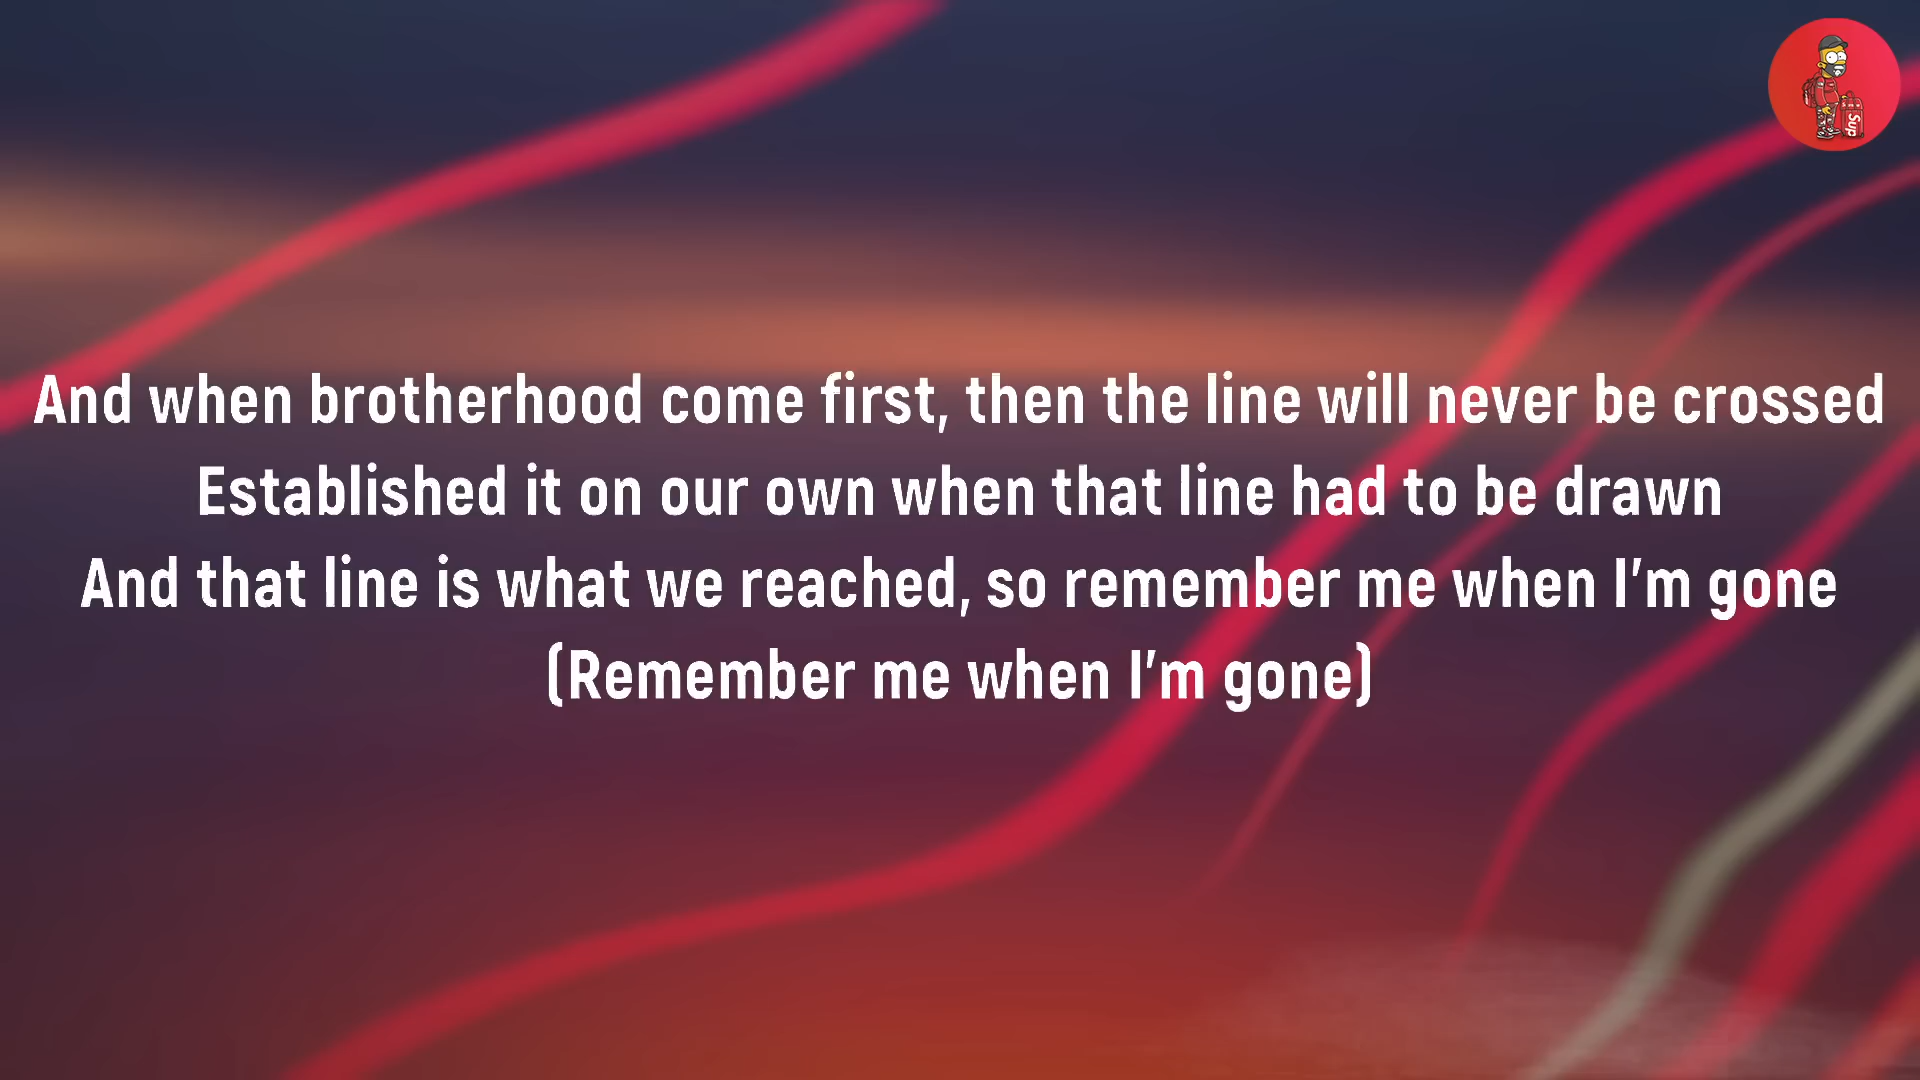 Sup
And when brotherhood come first, then the line will never be crossed
Established it on our own when that line had to be drawn
And that line is what we reached, so remember me when I'm gone
(Remember me when I'm gone)